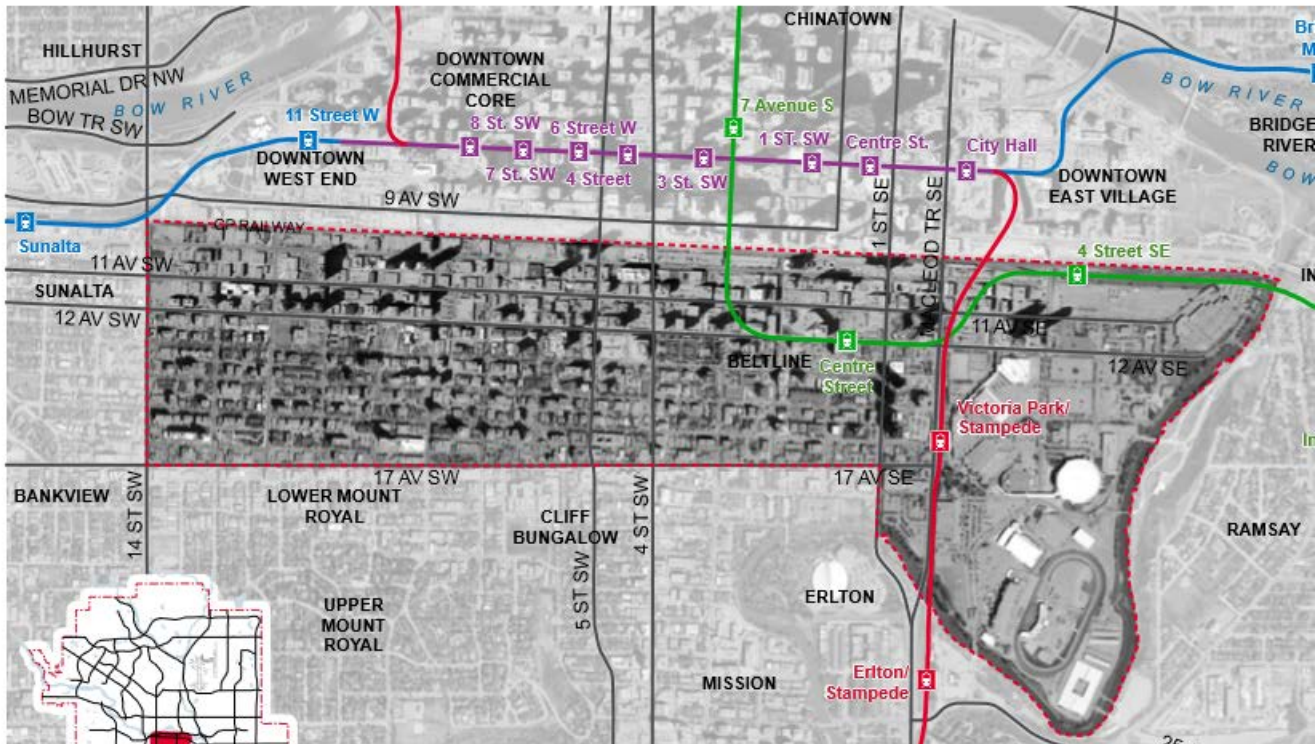 CHINATOWN
HILLHURST
DOWNTOWN
COMMERCIAL
CORE
MEMORIAL DR NW
BOW RIVER
BOW TR SW
11 Street W
8 St. SW
6 Street W
7 Avenue S
1 ST. SW
Centre St.
City Hall
BOW RIVER
DOWNTOWN
WEST END
7 St. SW
4 Street
3 St. SW
DOWNTOWN
EAST VILLAGE
9 AV SW
1 ST SE
MACLEOD TR SE
Sunalta
CP RAILWAY
4 Street SE
11 AV SW
SUNALTA
12 AV SW
11 AV SE
BELTLINE
Centre
Street
12 AV SE
Victoria Park/
Stampede
17 AV SW
17 AV SE
BANKVIEW
14 ST SW
LOWER MOUNT
ROYAL
CLIFF
BUNGALOW
4 ST SW
5 ST SW
RAMSAY
UPPER
MOUNT
ROYAL
ERLTON
MISSION
Erlton/
Stampede